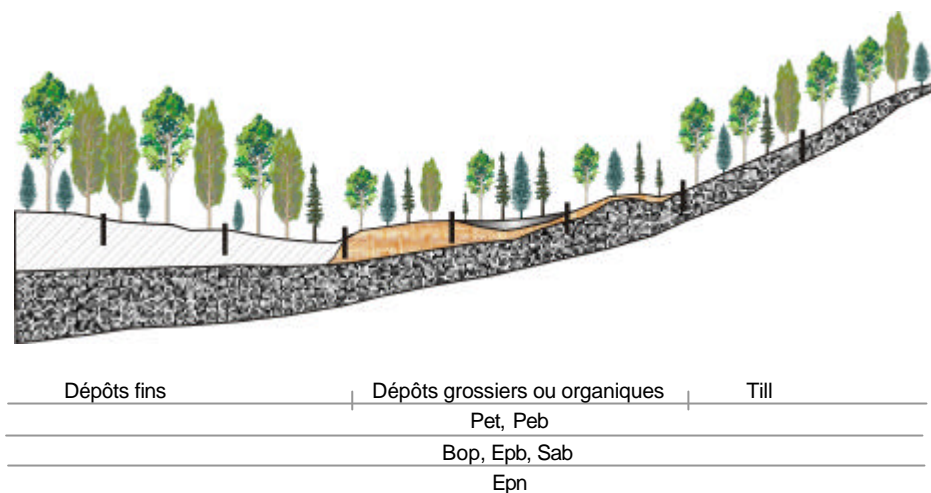 Dépôts fins Dépôts grossiers ou organiques Till
Pet, Peb
Bop, Epb, Sab
Epn